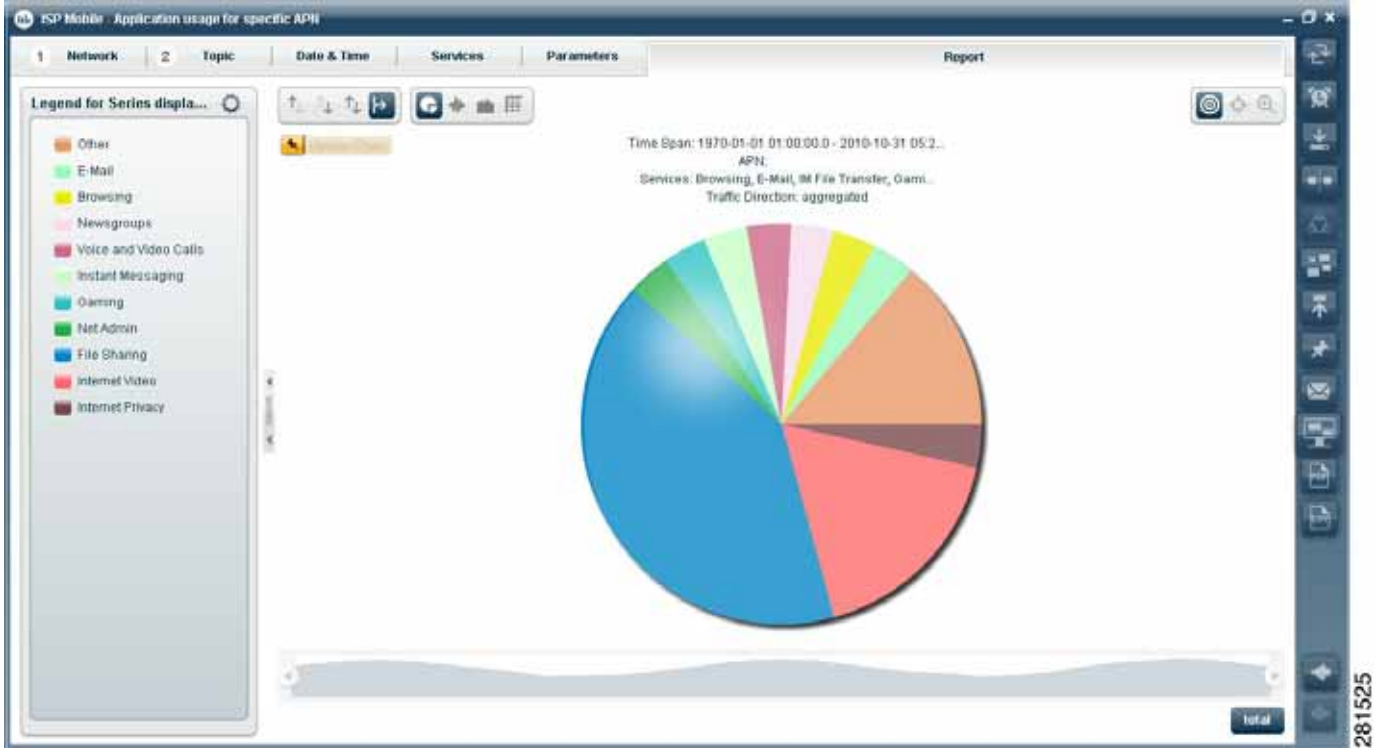 ISP Mobile - Application usage for specific APN
1 Network 2 Topic Date & Time Services Parameters Report
Legend for Series displa...
Other
E-Mail
Browsing
Newsgroups
Voice and Video Calls
Instant Messaging
Gaming
Net Admin
File Sharing
Internet Video
Internet Privacy
Time Span: 1970-01-01 01:00:00.0 - 2010-10-31 05:2...
APN:
Services: Browsing, E-Mail, IM File Transfer, Gami...
Traffic Direction: aggregated
PDF
total
281525